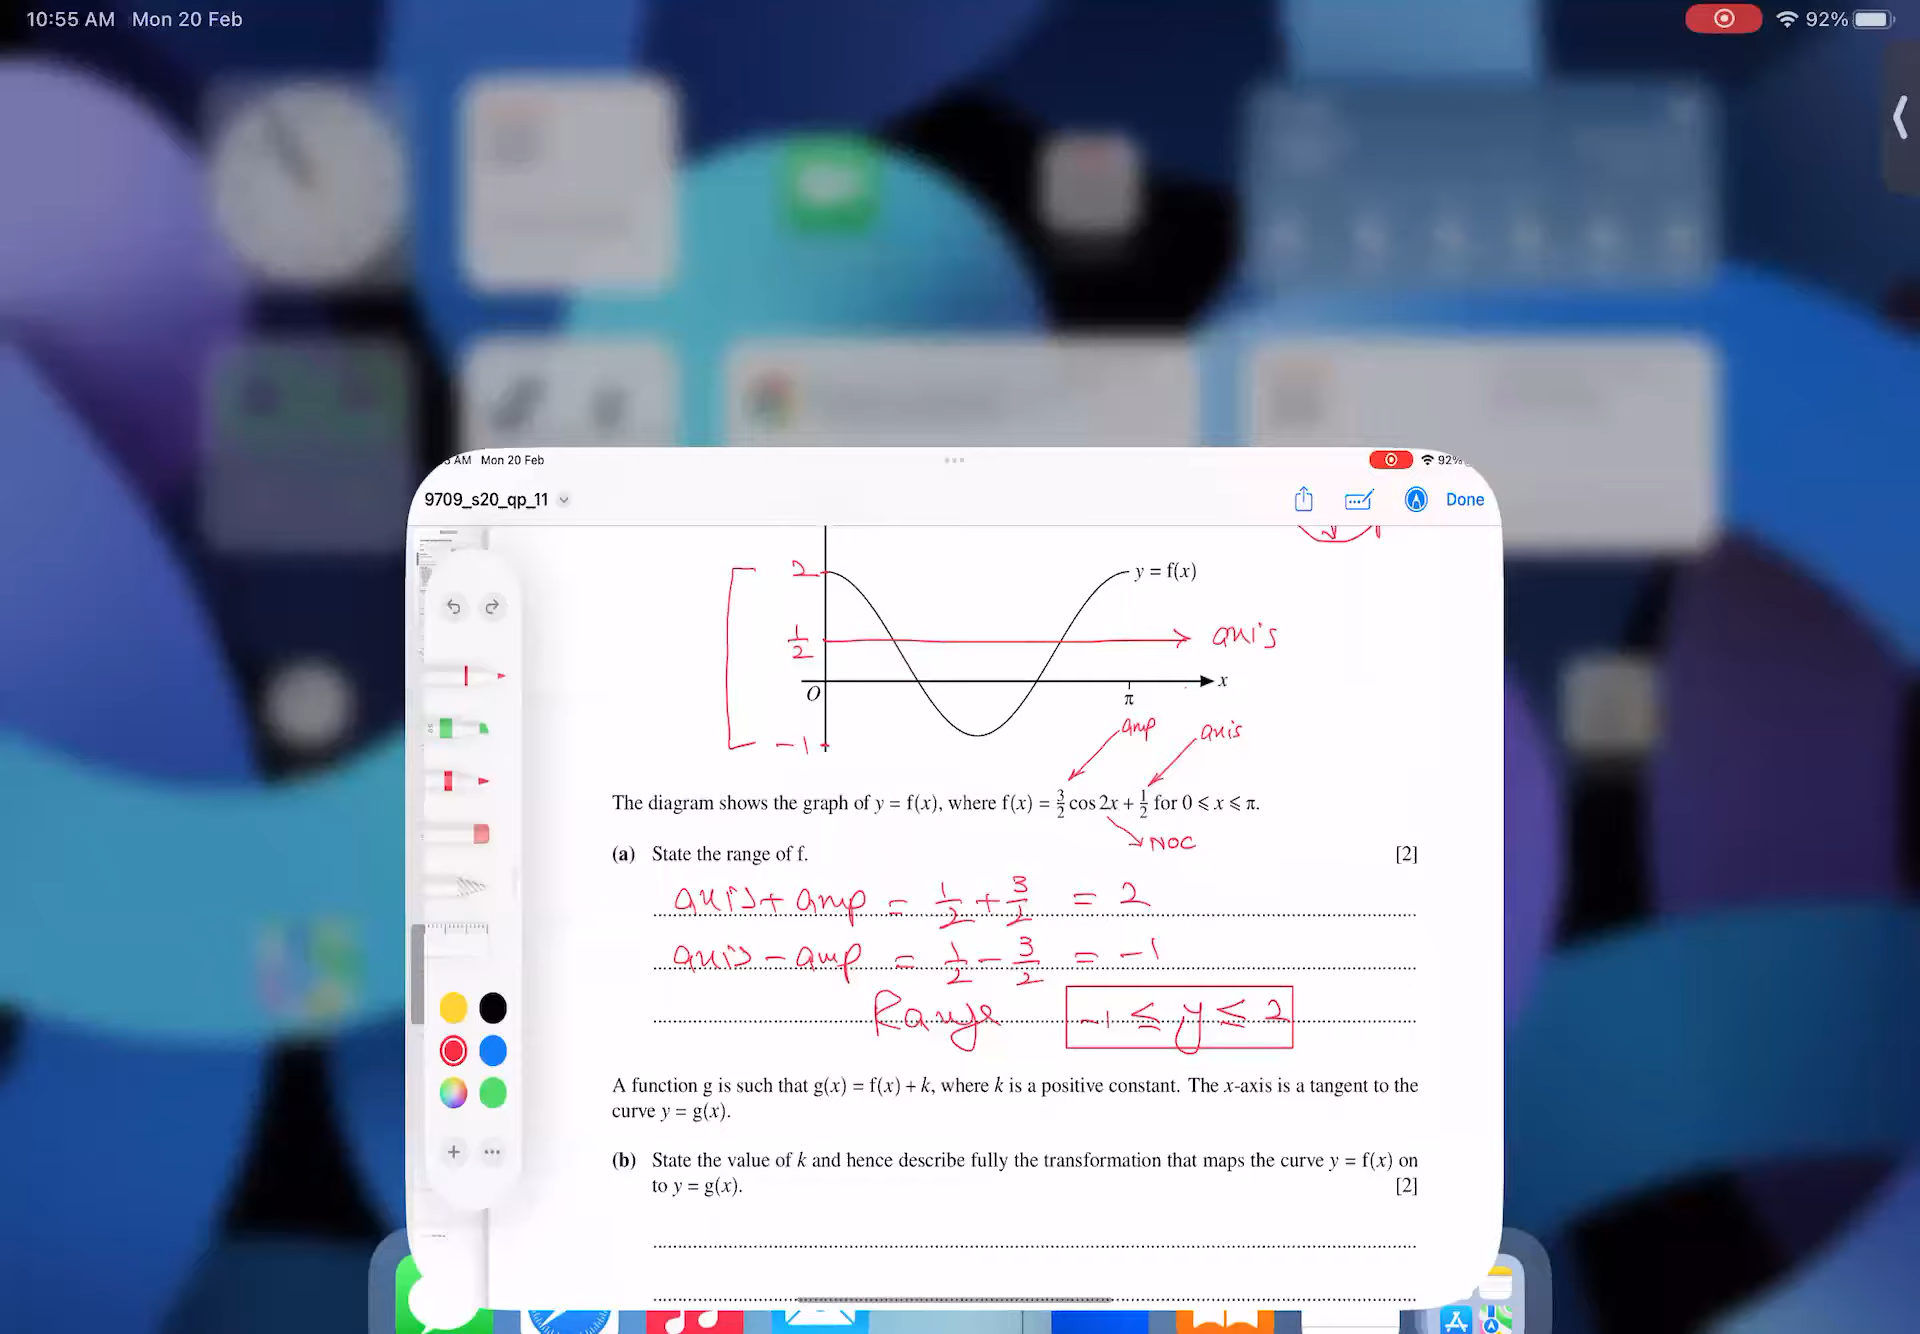 10:55 AM Mon 20 Feb
92%
AM Mon 20 Feb
92%
9709_s20_qp_11
Done
2
y = f(x)
1/2
axis
O
x
π
-1
amp
axis
The diagram shows the graph of y = f(x), where f(x) = 3/2 cos 2x + 1/2 for 0 ⩽ x ⩽ π.
NOC
(a) State the range of f. [2]
axis + amp = 1/2 + 3/2 = 2
axis - amp = 1/2 - 3/2 = -1
Range -1 ≤ y ≤ 2
A function g is such that g(x) = f(x) + k, where k is a positive constant. The x-axis is a tangent to the
curve y = g(x).
(b) State the value of k and hence describe fully the transformation that maps the curve y = f(x) on
to y = g(x). [2]